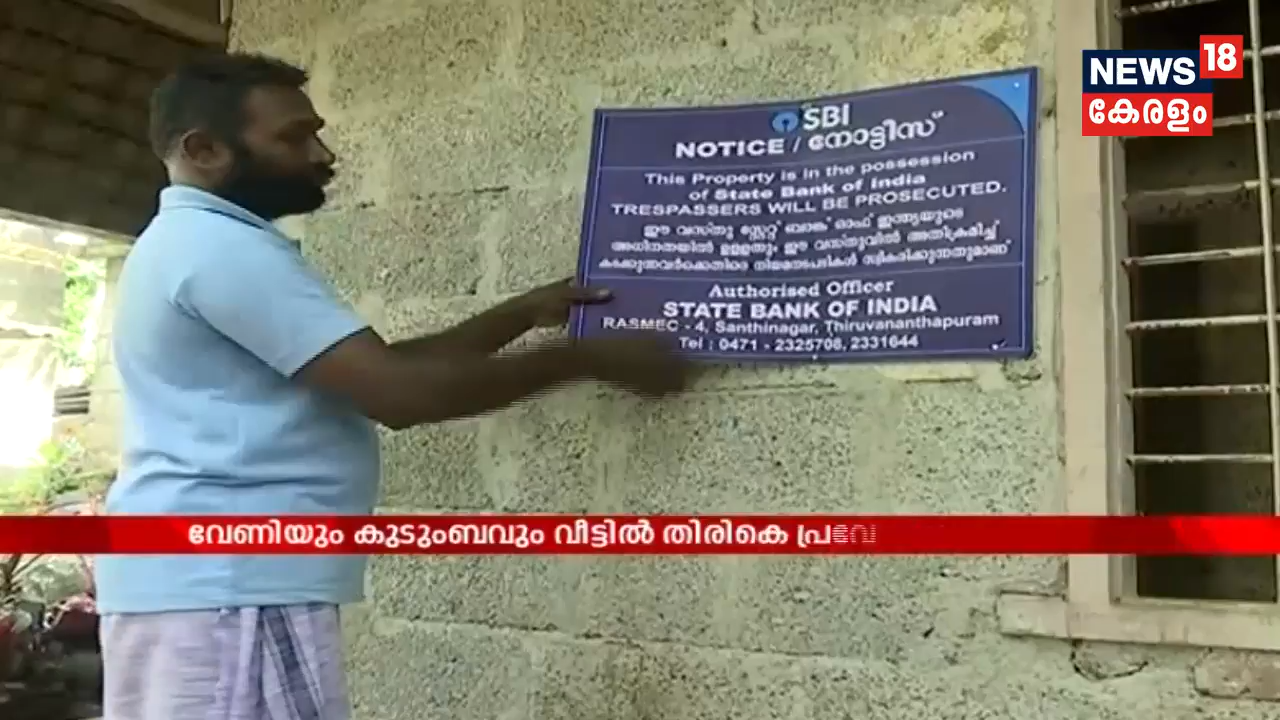 NEWS 18
കേരളം
SBI
NOTICE / നോട്ടീസ്
This Property is in the possession
of State Bank of India
TRESPASSERS WILL BE PROSECUTED.
ഈ വസ്തു സ്റ്റേറ്റ് ബാങ്ക് ഓഫ് ഇന്ത്യയുടെ
അധീനതയിൽ ഉള്ളതും ഈ വസ്തുവിൽ അതിക്രമിച്ച്
കടക്കുന്നവർക്കെതിരെ നിയമനടപടികൾ സ്വീകരിക്കുന്നതുമാണ്
Authorised Officer
STATE BANK OF INDIA
RASMEC - 4, Santhinagar, Thiruvananthapuram
Tel : 0471 - 2325708, 2331644
വേണിയും കുടുംബവും വീട്ടിൽ തിരികെ പ്രവേ